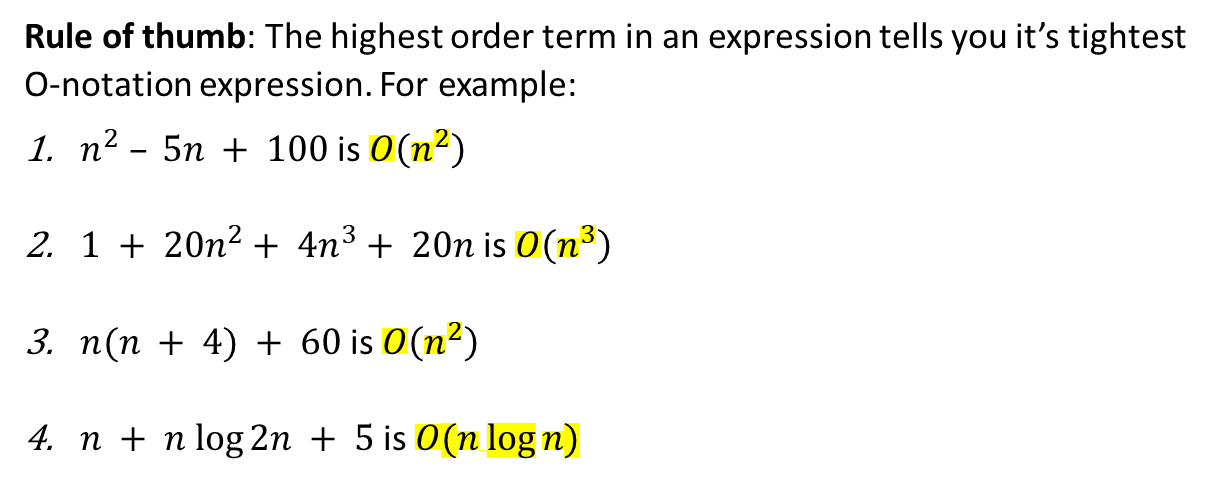 Rule of thumb: The highest order term in an expression tells you it’s tightest
O-notation expression. For example:
1. n² – 5n + 100 is O(n²)
2. 1 + 20n² + 4n³ + 20n is O(n³)
3. n(n + 4) + 60 is O(n²)
4. n + n log 2n + 5 is O(n log n)